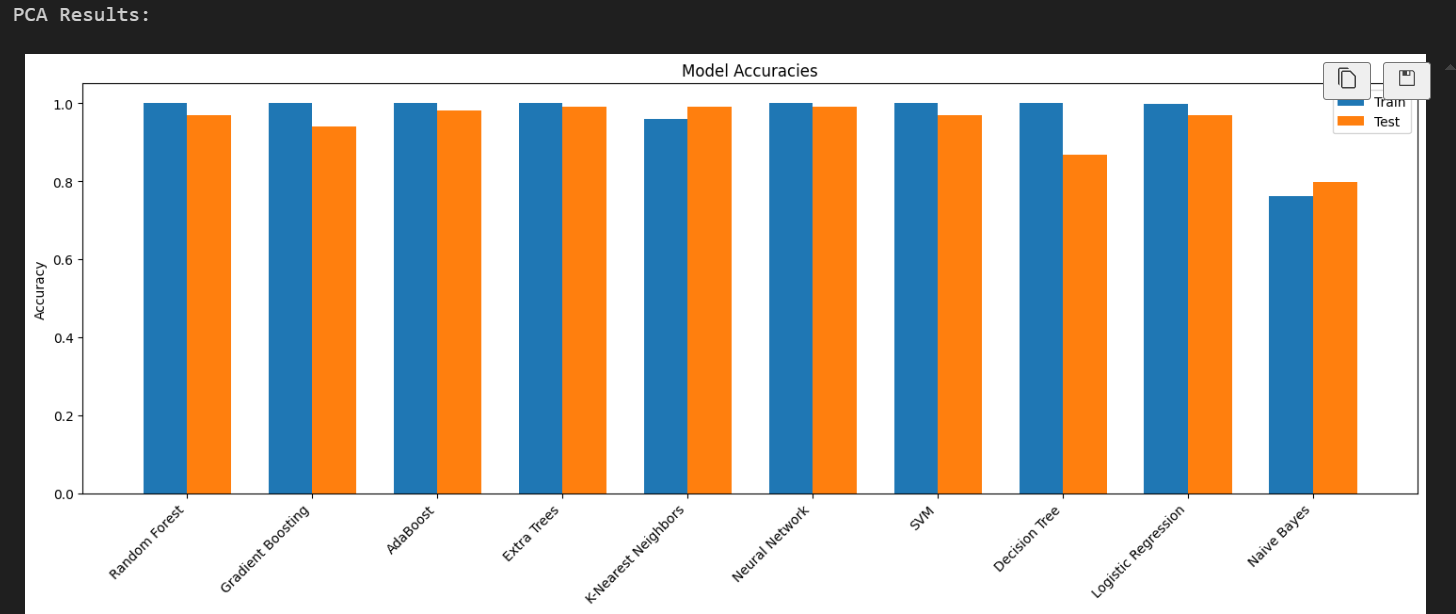 PCA Results:
Model Accuracies
Train
Test
Accuracy
1.0
0.8
0.6
0.4
0.2
0.0
Random Forest
Gradient Boosting
AdaBoost
Extra Trees
K-Nearest Neighbors
Neural Network
SVM
Decision Tree
Logistic Regression
Naive Bayes